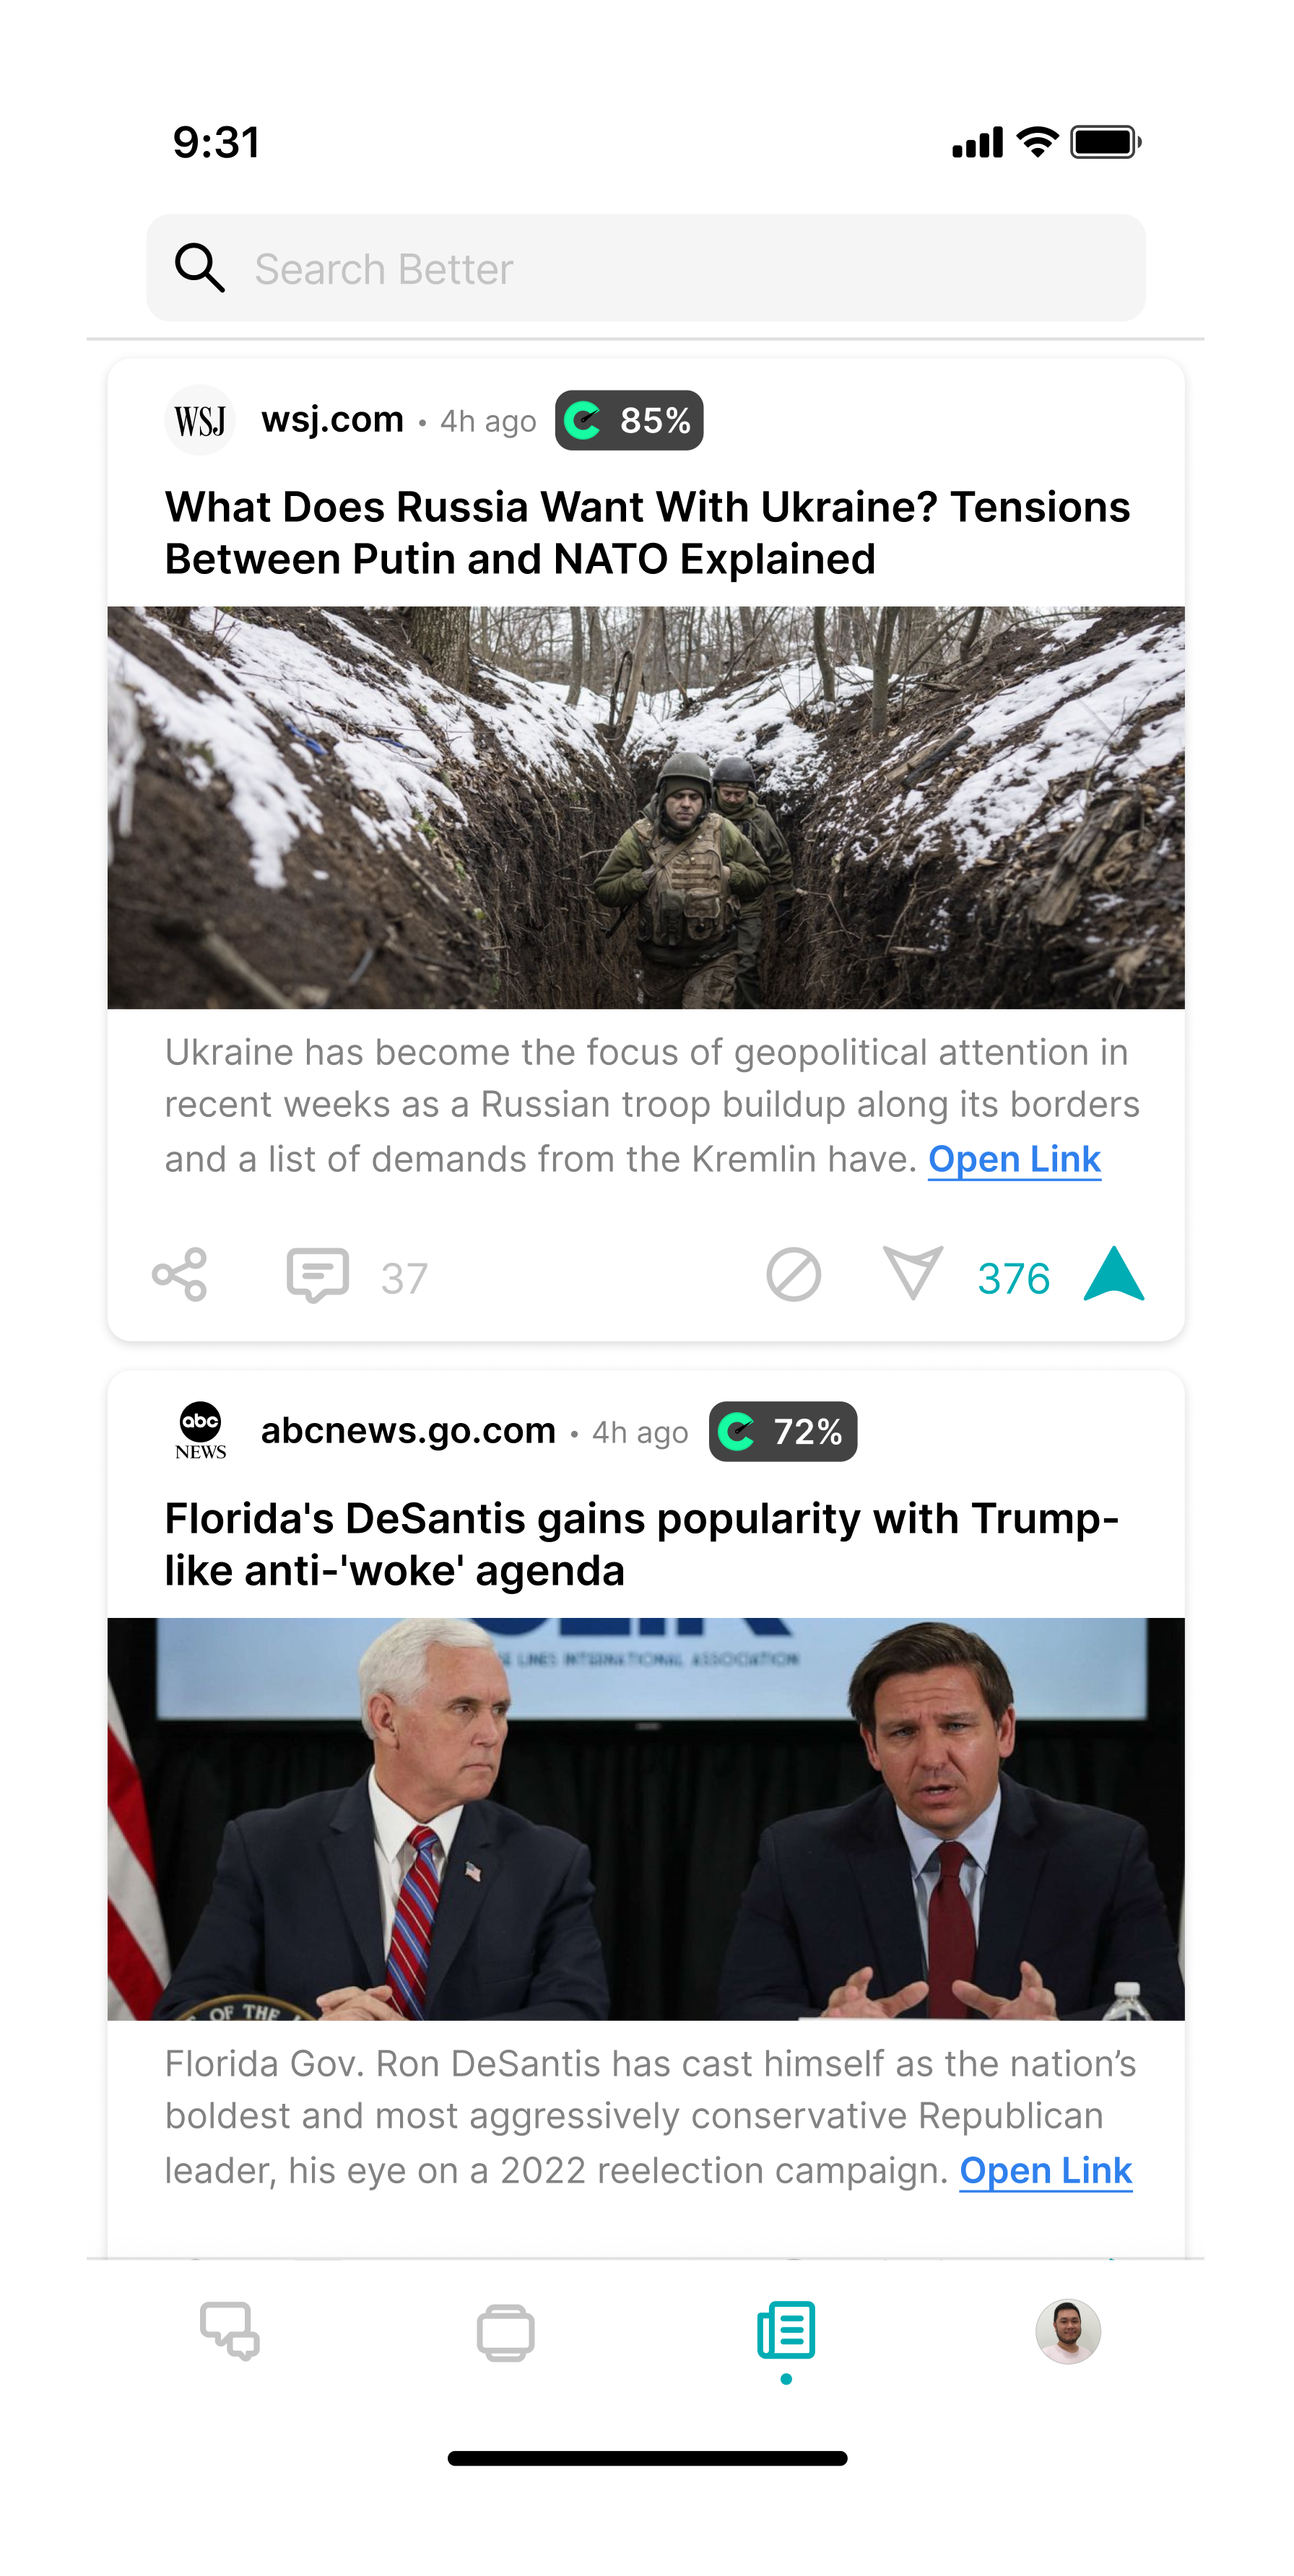 9:31
Search Better
WSJ wsj.com • 4h ago 85%
What Does Russia Want With Ukraine? Tensions
Between Putin and NATO Explained
Ukraine has become the focus of geopolitical attention in
recent weeks as a Russian troop buildup along its borders
and a list of demands from the Kremlin have. Open Link
37 376
abc
NEWS
abcnews.go.com • 4h ago 72%
Florida's DeSantis gains popularity with Trump-
like anti-'woke' agenda
LINES INTERNATIONAL ASSOCIATION
OF THE
Florida Gov. Ron DeSantis has cast himself as the nation’s
boldest and most aggressively conservative Republican
leader, his eye on a 2022 reelection campaign. Open Link